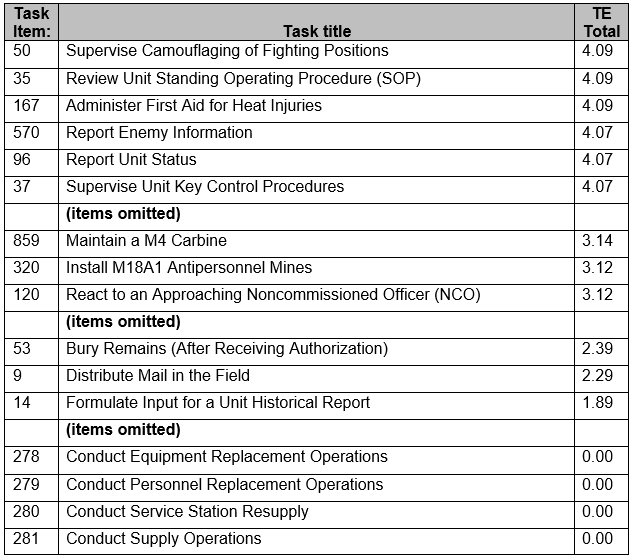 Task Item: Task title TE Total
50 Supervise Camouflaging of Fighting Positions 4.09
35 Review Unit Standing Operating Procedure (SOP) 4.09
167 Administer First Aid for Heat Injuries 4.09
570 Report Enemy Information 4.07
96 Report Unit Status 4.07
37 Supervise Unit Key Control Procedures 4.07
(items omitted)
859 Maintain a M4 Carbine 3.14
320 Install M18A1 Antipersonnel Mines 3.12
120 React to an Approaching Noncommissioned Officer (NCO) 3.12
(items omitted)
53 Bury Remains (After Receiving Authorization) 2.39
9 Distribute Mail in the Field 2.29
14 Formulate Input for a Unit Historical Report 1.89
(items omitted)
278 Conduct Equipment Replacement Operations 0.00
279 Conduct Personnel Replacement Operations 0.00
280 Conduct Service Station Resupply 0.00
281 Conduct Supply Operations 0.00